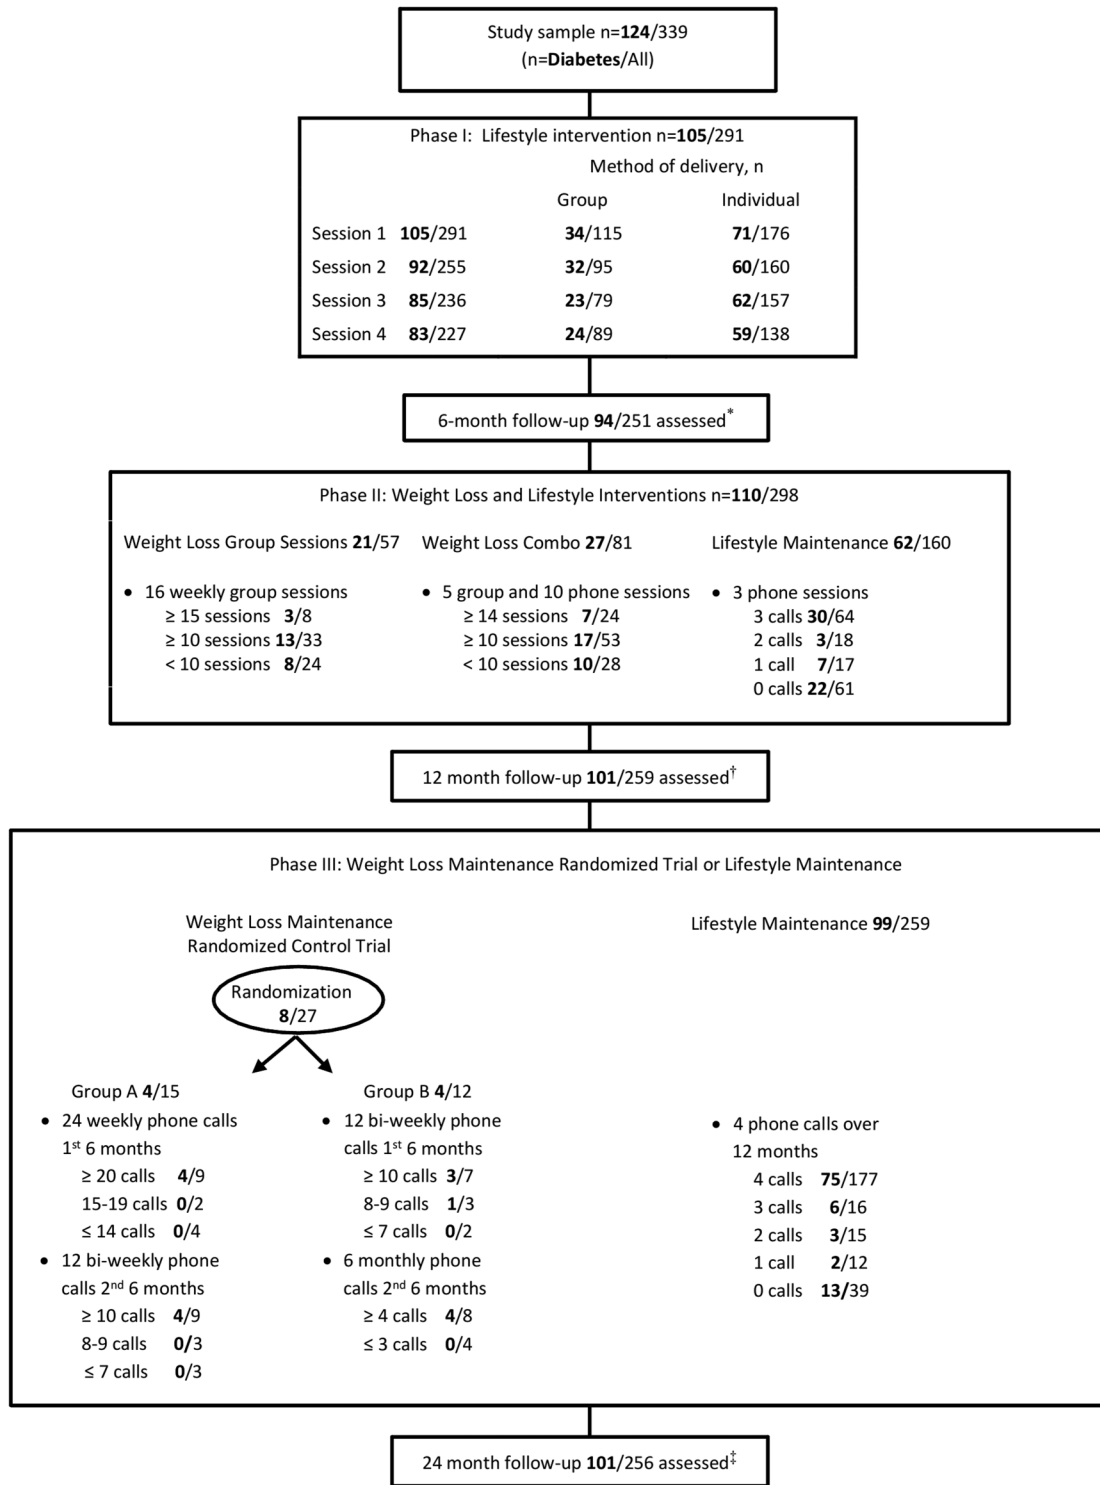 Study sample n=124/339
(n=Diabetes/All)
Phase I: Lifestyle intervention n=105/291
Method of delivery, n
Group Individual
Session 1 105/291 34/115 71/176
Session 2 92/255 32/95 60/160
Session 3 85/236 23/79 62/157
Session 4 83/227 24/89 59/138
6-month follow-up 94/251 assessed*
Phase II: Weight Loss and Lifestyle Interventions n=110/298
Weight Loss Group Sessions 21/57
• 16 weekly group sessions
≥ 15 sessions 3/8
≥ 10 sessions 13/33
< 10 sessions 8/24
Weight Loss Combo 27/81
• 5 group and 10 phone sessions
≥ 14 sessions 7/24
≥ 10 sessions 17/53
< 10 sessions 10/28
Lifestyle Maintenance 62/160
• 3 phone sessions
3 calls 30/64
2 calls 3/18
1 call 7/17
0 calls 22/61
12 month follow-up 101/259 assessed†
Phase III: Weight Loss Maintenance Randomized Trial or Lifestyle Maintenance
Weight Loss Maintenance
Randomized Control Trial
Randomization
8/27
Group A 4/15
• 24 weekly phone calls
1st 6 months
≥ 20 calls 4/9
15-19 calls 0/2
≤ 14 calls 0/4
• 12 bi-weekly phone
calls 2nd 6 months
≥ 10 calls 4/9
8-9 calls 0/3
≤ 7 calls 0/3
Group B 4/12
• 12 bi-weekly phone
calls 1st 6 months
≥ 10 calls 3/7
8-9 calls 1/3
≤ 7 calls 0/2
• 6 monthly phone
calls 2nd 6 months
≥ 4 calls 4/8
≤ 3 calls 0/4
Lifestyle Maintenance 99/259
• 4 phone calls over
12 months
4 calls 75/177
3 calls 6/16
2 calls 3/15
1 call 2/12
0 calls 13/39
24 month follow-up 101/256 assessed‡